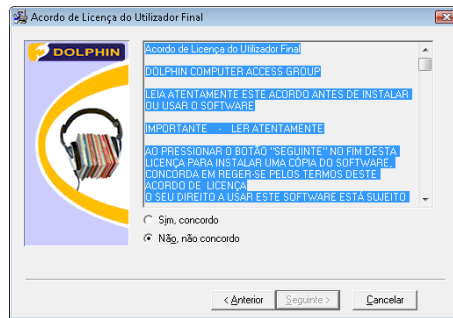 Acordo de Licença do Utilizador Final
DOLPHIN
Acordo de Licença do Utilizador Final
DOLPHIN COMPUTER ACCESS GROUP
LEIA ATENTAMENTE ESTE ACORDO ANTES DE INSTALAR
OU USAR O SOFTWARE
IMPORTANTE - LER ATENTAMENTE
AO PRESSIONAR O BOTÃO "SEGUINTE" NO FIM DESTA
LICENÇA PARA INSTALAR UMA CÓPIA DO SOFTWARE,
CONCORDA EM REGER-SE PELOS TERMOS DESTE
ACORDO DE LICENÇA
O SEU DIREITO A USAR ESTE SOFTWARE ESTÁ SUJEITO
Sim, concordo
Não, não concordo
< Anterior
Seguinte >
Cancelar